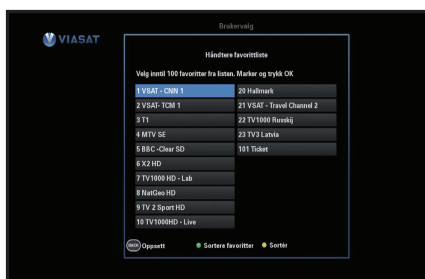 Brukervalg
VIASAT
Håndtere favorittliste
Velg inntil 100 favoritter fra listen. Marker og trykk OK
1 VSAT - CNN 1
2 VSAT- TCM 1
3 T1
4 MTV SE
5 BBC -Clear SD
6 X2 HD
7 TV1000 HD - Lab
8 NatGeo HD
9 TV 2 Sport HD
10 TV1000HD - Live
20 Hallmark
21 VSAT - Travel Channel 2
22 TV1000 Russkij
23 TV3 Latvia
101 Ticket
BACK Oppsett Sortere favoritter Sortér